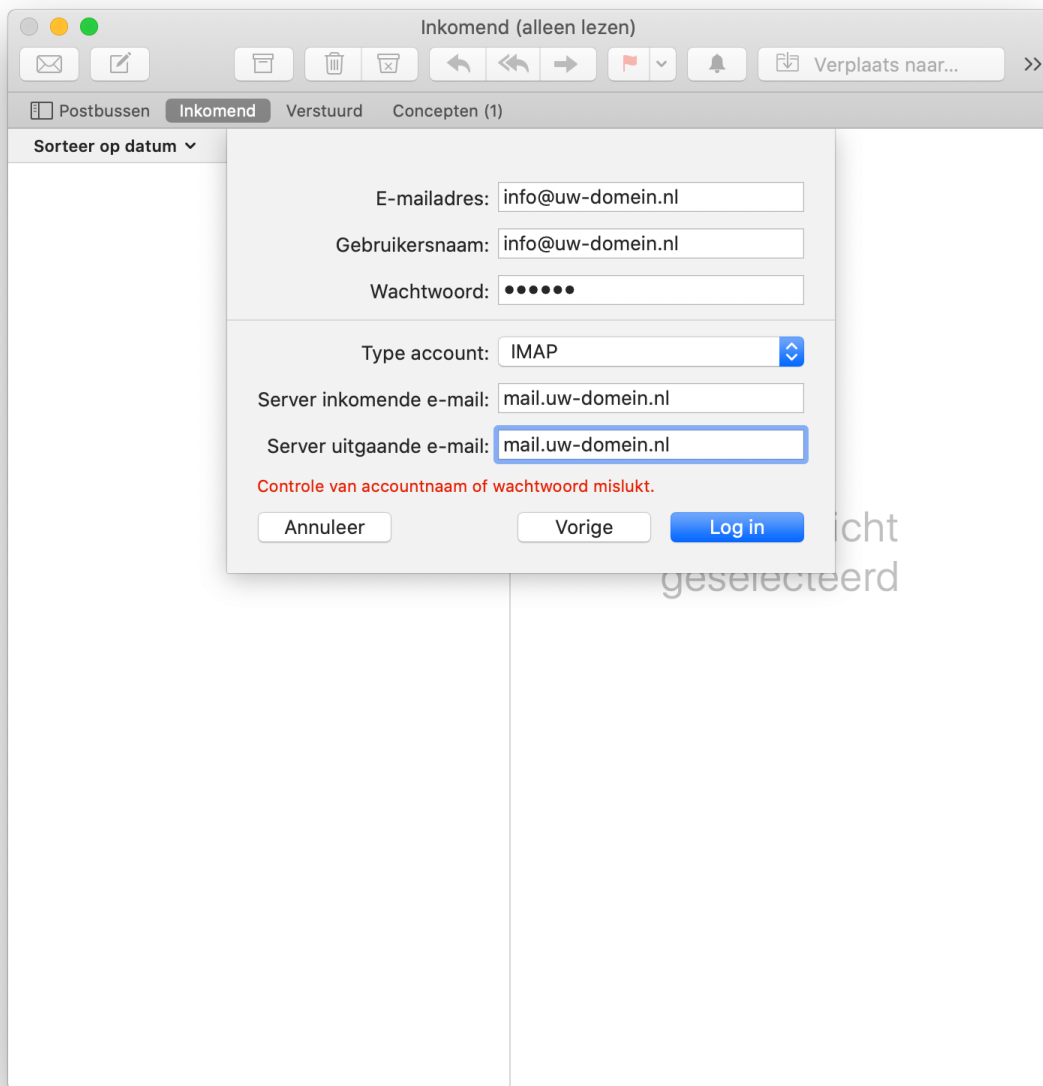 Inkomend (alleen lezen)
Verplaats naar...
Postbussen Inkomend Verstuurd Concepten (1)
Sorteer op datum
E-mailadres: info@uw-domein.nl
Gebruikersnaam: info@uw-domein.nl
Wachtwoord: ••••••
Type account: IMAP
Server inkomende e-mail: mail.uw-domein.nl
Server uitgaande e-mail: mail.uw-domein.nl
Controle van accountnaam of wachtwoord mislukt.
Annuleer Vorige Log in
icht
geselecteerd